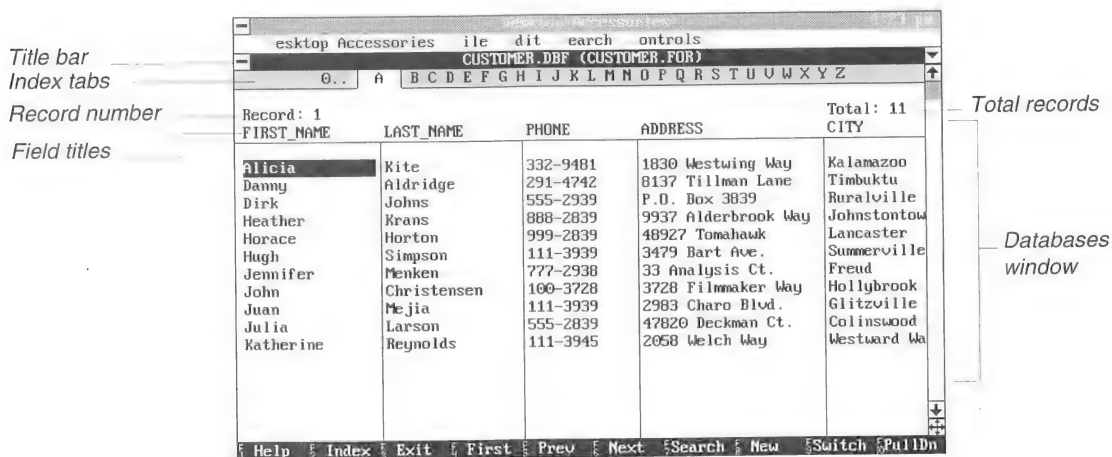 esktop Accessories ile dit earch ontrols
CUSTOMER.DBF (CUSTOMER.FOR)
0.. A B C D E F G H I J K L M N O P Q R S T U V W X Y Z
Title bar
Index tabs
Record number
Field titles
Total records
Databases
window
Record: 1 Total: 11
FIRST_NAME LAST_NAME PHONE ADDRESS CITY
Alicia Kite 332-9481 1830 Westwing Way Kalamazoo
Danny Aldridge 291-4742 8137 Tillman Lane Timbuktu
Dirk Johns 555-2939 P.O. Box 3839 Ruralville
Heather Krans 888-2839 9937 Alderbrook Way Johnstontow
Horace Horton 999-2839 48927 Tomahawk Lancaster
Hugh Simpson 111-3939 3479 Bart Ave. Summerville
Jennifer Menken 777-2938 33 Analysis Ct. Freud
John Christensen 100-3728 3728 Filmmaker Way Hollybrook
Juan Mejia 111-3939 2983 Charo Blvd. Glitzville
Julia Larson 555-2839 47820 Deckman Ct. Colinswood
Katherine Reynolds 111-3945 2058 Welch Way Westward Wa
Help Index Exit First Prev Next Search New Switch PullDn